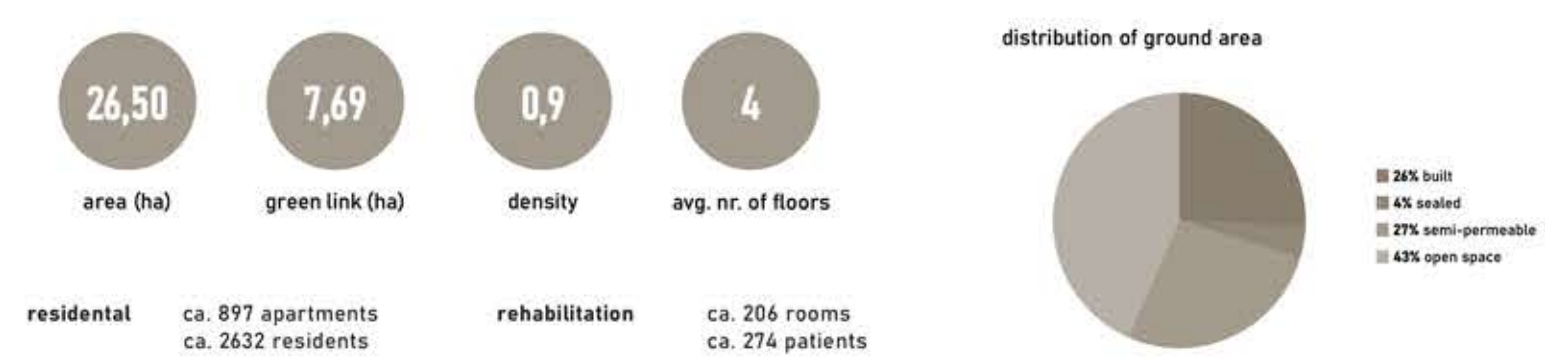 26,50
7,69
0,9
4
area (ha)
green link (ha)
density
avg. nr. of floors
residental
ca. 897 apartments
ca. 2632 residents
rehabilitation
ca. 206 rooms
ca. 274 patients
distribution of ground area
26% built
4% sealed
27% semi-permeable
43% open space